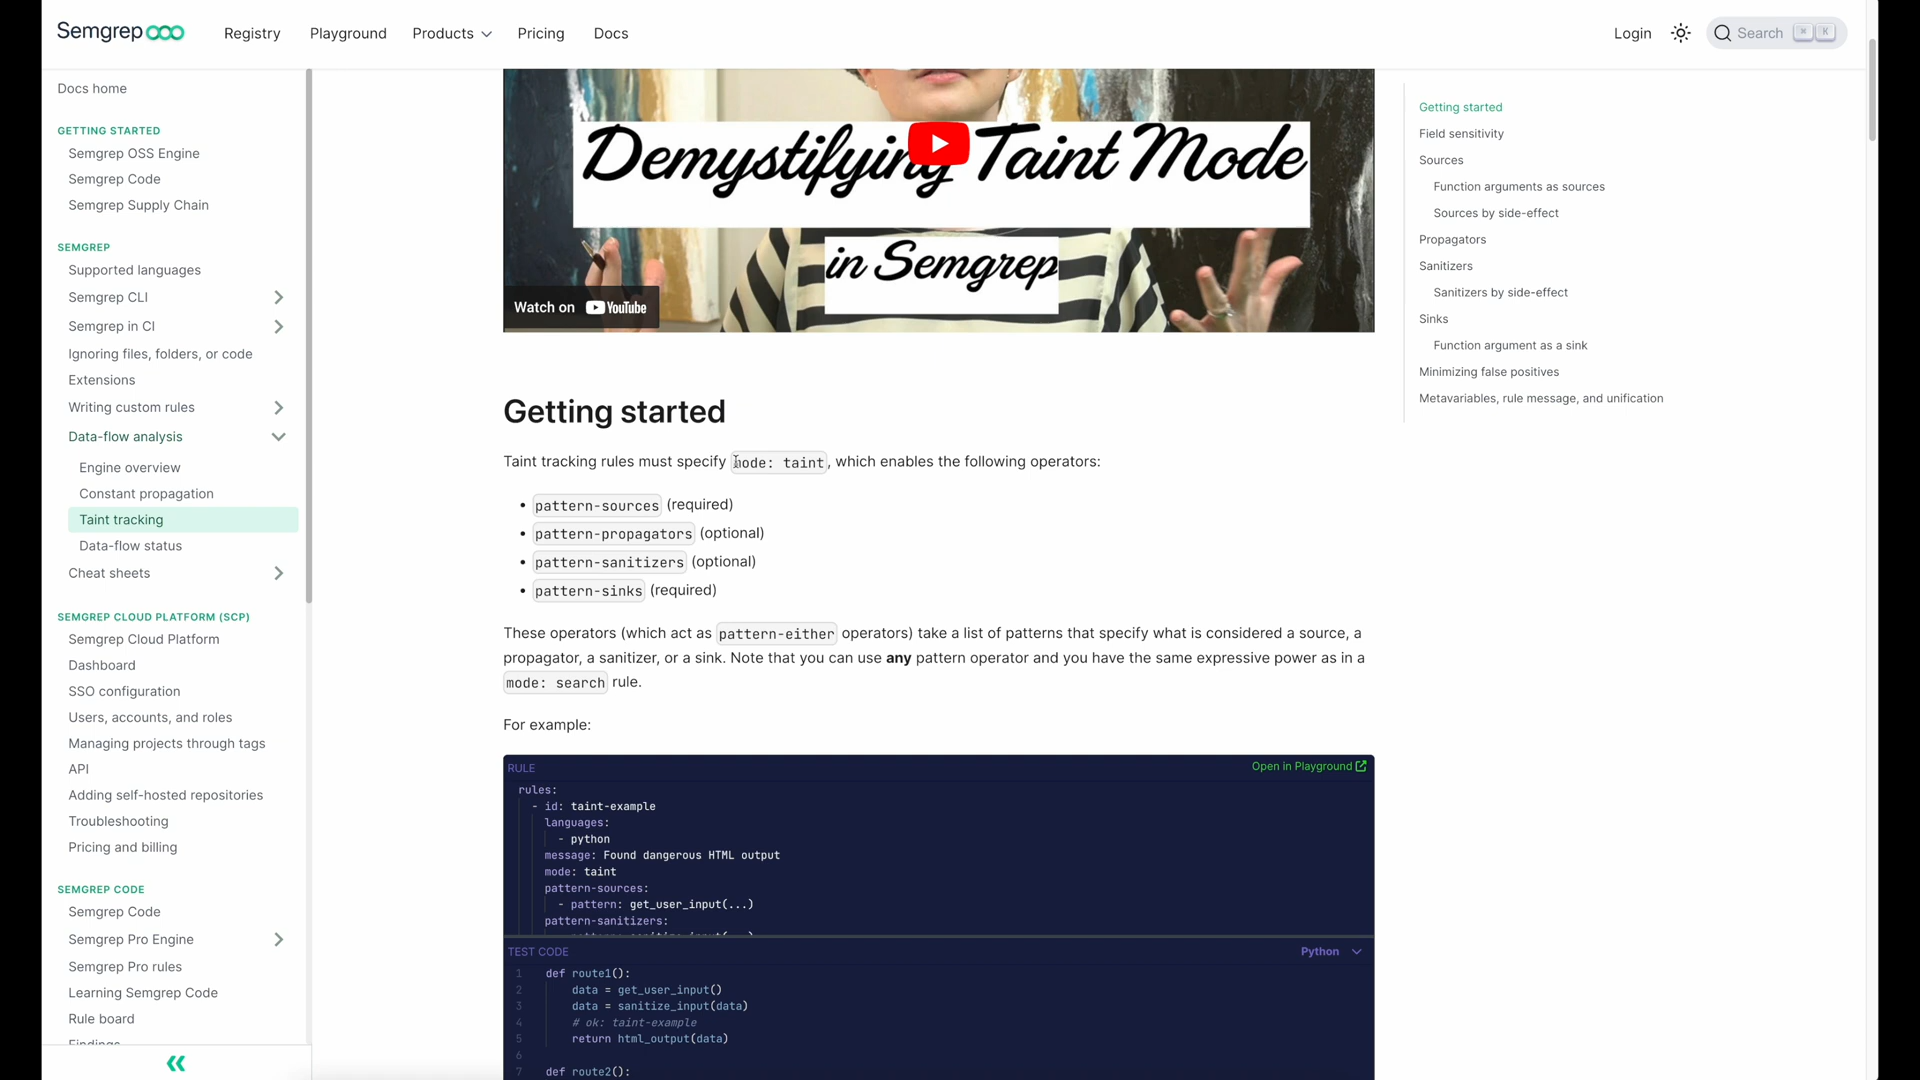 Semgrep
Registry
Playground
Products
Pricing
Docs
Login
Search
⌘ K
Docs home
GETTING STARTED
Semgrep OSS Engine
Semgrep Code
Semgrep Supply Chain
SEMGREP
Supported languages
Semgrep CLI
Semgrep in CI
Ignoring files, folders, or code
Extensions
Writing custom rules
Data-flow analysis
Engine overview
Constant propagation
Taint tracking
Data-flow status
Cheat sheets
SEMGREP CLOUD PLATFORM (SCP)
Semgrep Cloud Platform
Dashboard
SSO configuration
Users, accounts, and roles
Managing projects through tags
API
Adding self-hosted repositories
Troubleshooting
Pricing and billing
SEMGREP CODE
Semgrep Code
Semgrep Pro Engine
Semgrep Pro rules
Learning Semgrep Code
Rule board
Findings
Demystifying Taint Mode
in Semgrep
Watch on YouTube
Getting started
Taint tracking rules must specify mode: taint, which enables the following operators:
• pattern-sources (required)
• pattern-propagators (optional)
• pattern-sanitizers (optional)
• pattern-sinks (required)
These operators (which act as pattern-either operators) take a list of patterns that specify what is considered a source, a
propagator, a sanitizer, or a sink. Note that you can use any pattern operator and you have the same expressive power as in a
mode: search rule.
For example:
RULE
Open in Playground
rules:
- id: taint-example
languages:
- python
message: Found dangerous HTML output
mode: taint
pattern-sources:
- pattern: get_user_input(...)
pattern-sanitizers:
TEST CODE
Python
1 def route1():
2 data = get_user_input()
3 data = sanitize_input(data)
4 # ok: taint-example
5 return html_output(data)
6
7 def route2():
Getting started
Field sensitivity
Sources
Function arguments as sources
Sources by side-effect
Propagators
Sanitizers
Sanitizers by side-effect
Sinks
Function argument as a sink
Minimizing false positives
Metavariables, rule message, and unification